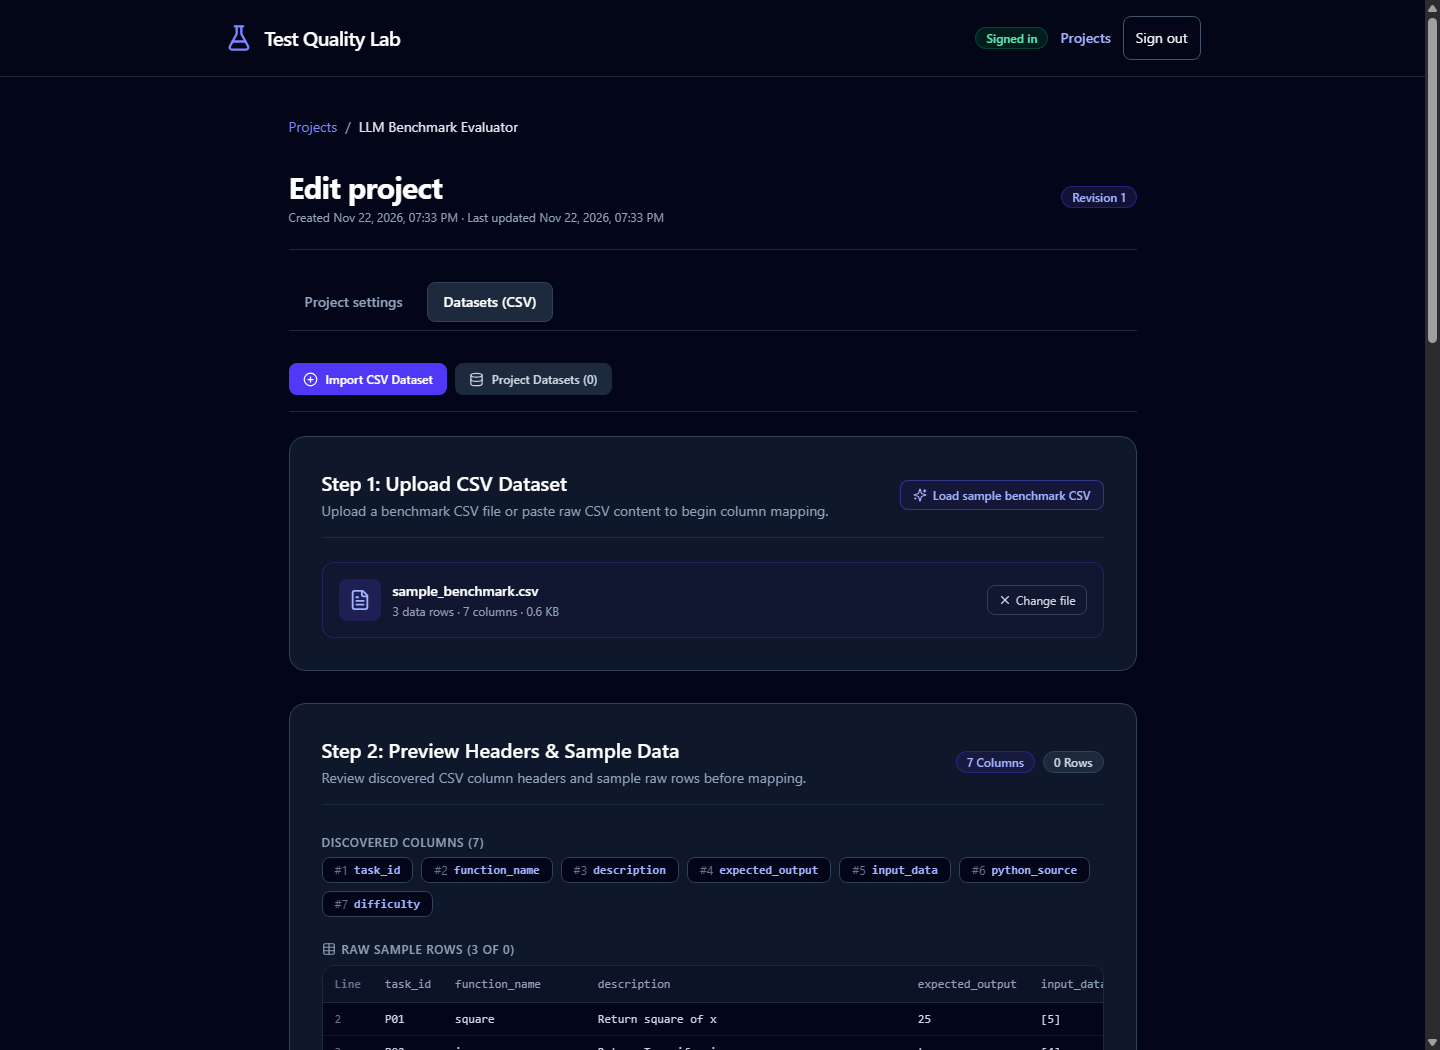 Test Quality Lab
Signed in Projects Sign out
Projects / LLM Benchmark Evaluator
Edit project
Revision 1
Created Nov 22, 2026, 07:33 PM · Last updated Nov 22, 2026, 07:33 PM
Project settings Datasets (CSV)
Import CSV Dataset Project Datasets (0)
Step 1: Upload CSV Dataset
Upload a benchmark CSV file or paste raw CSV content to begin column mapping.
Load sample benchmark CSV
sample_benchmark.csv
3 data rows · 7 columns · 0.6 KB
Change file
Step 2: Preview Headers & Sample Data
Review discovered CSV column headers and sample raw rows before mapping.
7 Columns 0 Rows
DISCOVERED COLUMNS (7)
#1 task_id #2 function_name #3 description #4 expected_output #5 input_data #6 python_source
#7 difficulty
RAW SAMPLE ROWS (3 OF 0)
Line task_id function_name description expected_output input_data
2 P01 square Return square of x 25 [5]